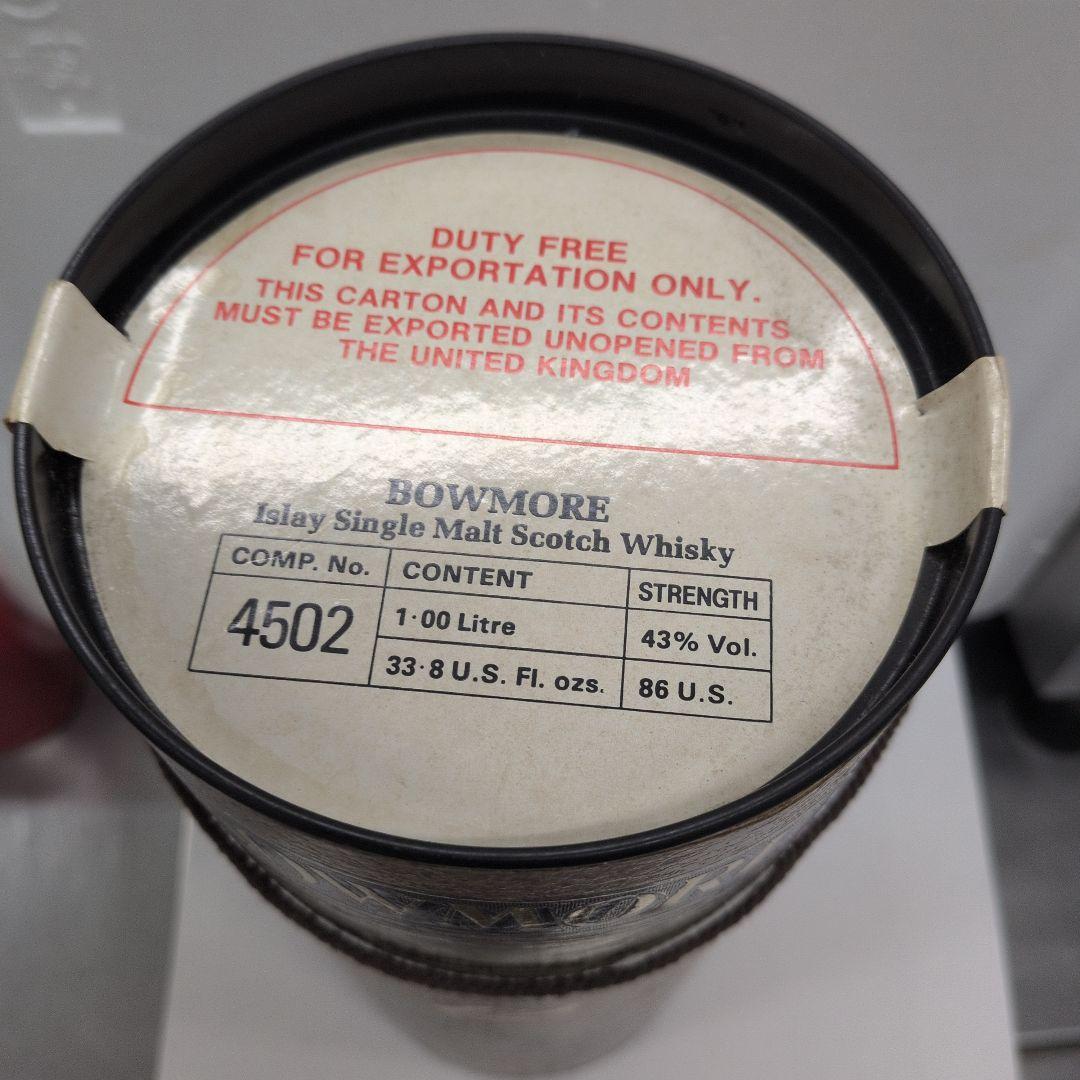 DUTY FREE
FOR EXPORTATION ONLY.
THIS CARTON AND ITS CONTENTS
MUST BE EXPORTED UNOPENED FROM
THE UNITED KINGDOM
BOWMORE
Islay Single Malt Scotch Whisky
COMP. No. CONTENT STRENGTH
4502 1·00 Litre 43% Vol.
33·8 U.S. Fl. ozs. 86 U.S.